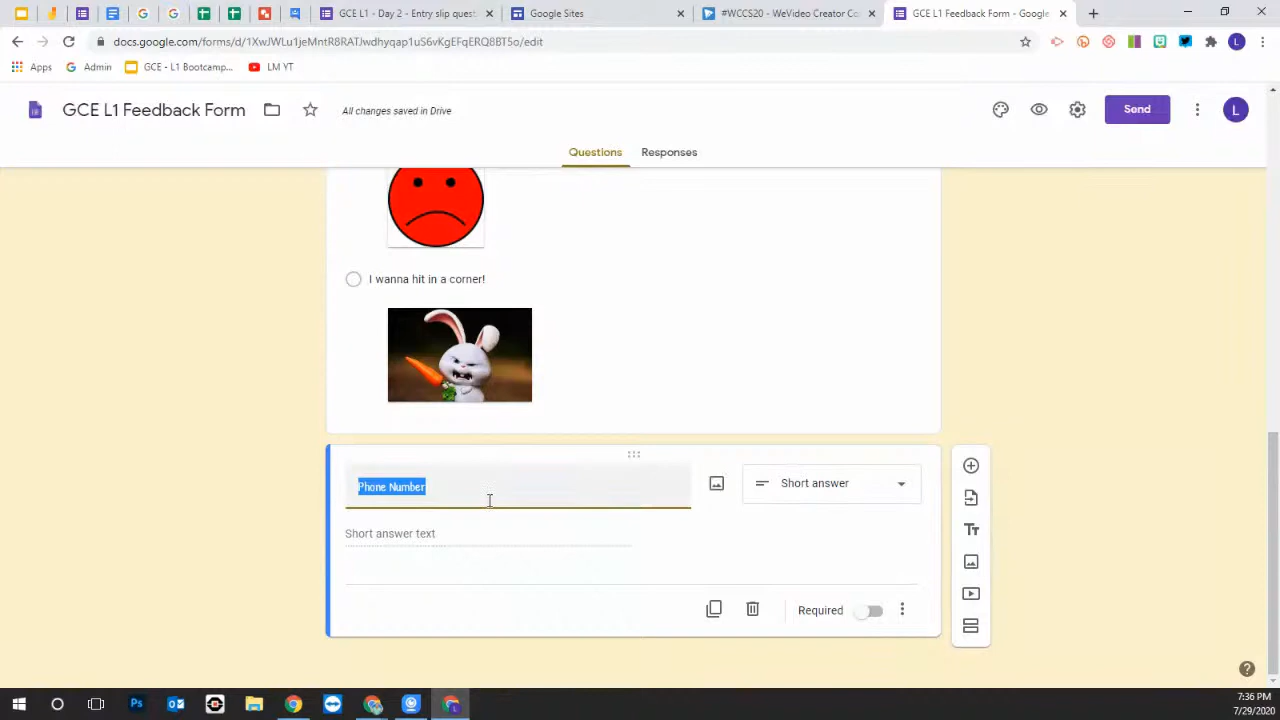 GCE L1 - Day 2 - Entry slip quest
Google Sites
#WCCS20 - WeVideo Creator Co
GCE L1 Feedback Form - Google
docs.google.com/forms/d/1XwJWLu1jeMntR8RATJwdhyqap1uS6vKgEFqERQ8BT5o/edit
Apps
Admin
GCE - L1 Bootcamp...
LM YT
L
GCE L1 Feedback Form
All changes saved in Drive
Send
L
Questions
Responses
I wanna hit in a corner!
Phone Number
Short answer
Short answer text
Required
7:36 PM
7/29/2020